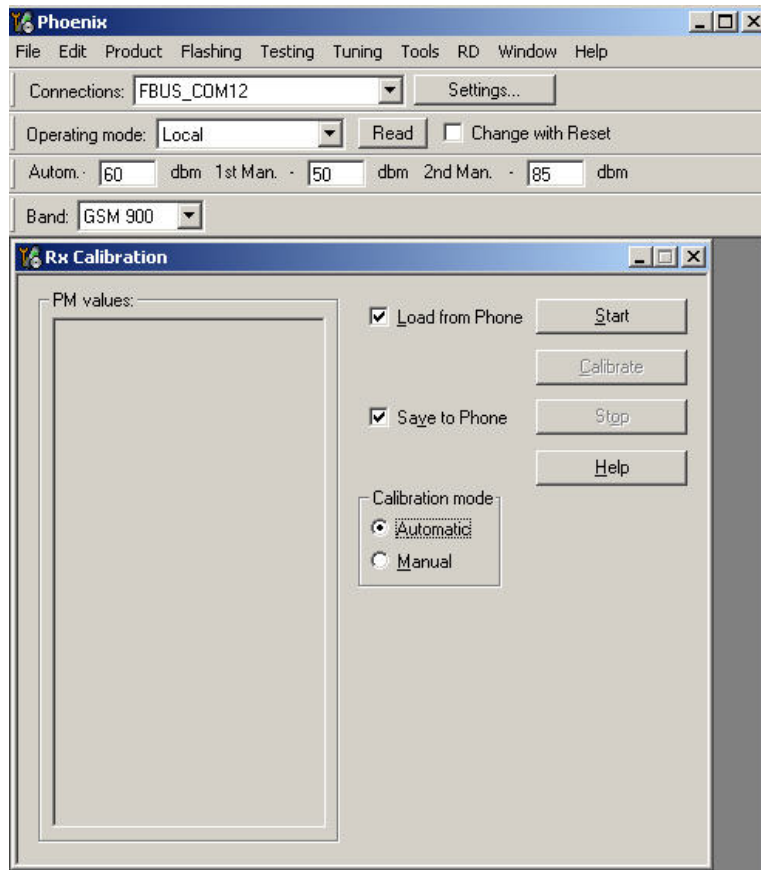 Phoenix
File Edit Product Flashing Testing Tuning Tools RD Window Help
Connections: FBUS_COM12 Settings...
Operating mode: Local Read Change with Reset
Autom. - 60 dbm 1st Man. - 50 dbm 2nd Man. - 85 dbm
Band: GSM 900
Rx Calibration
PM values:
Load from Phone Start
Calibrate
Save to Phone Stop
Help
Calibration mode
Automatic
Manual